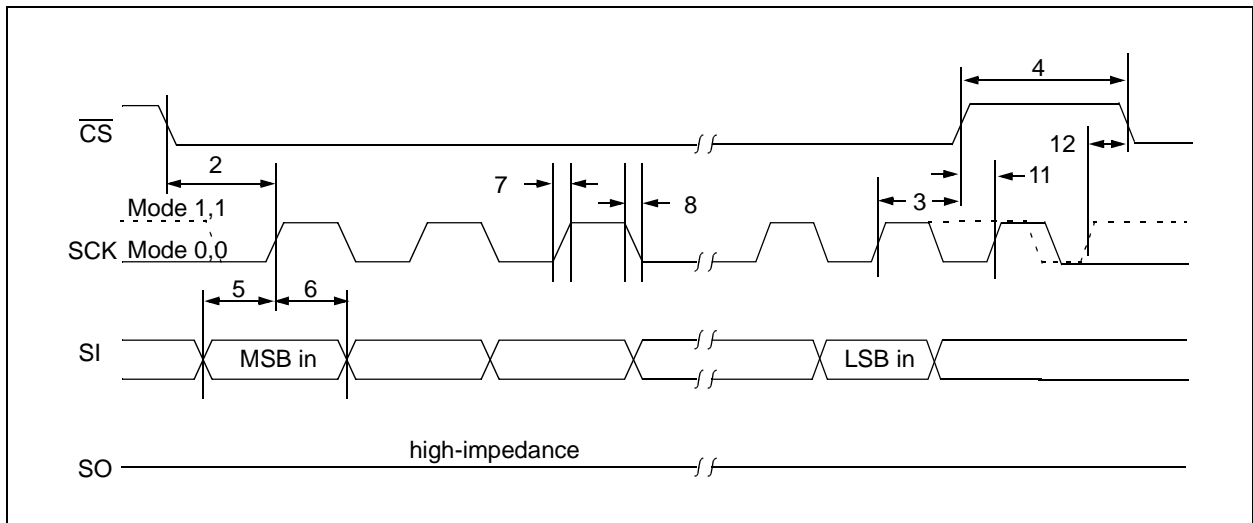 4
CS
12
2
7
8
3
11
Mode 1,1
SCK Mode 0,0
5
6
SI
MSB in
LSB in
high-impedance
SO